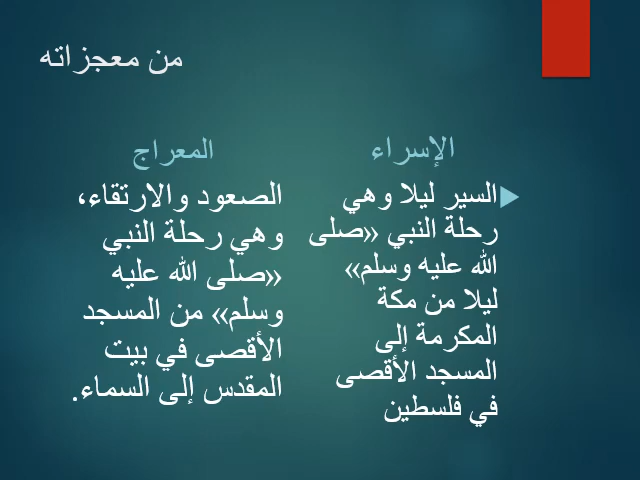 من معجزاته
الإسراء
السير ليلا وهي
رحلة النبي «صلى
الله عليه وسلم»
ليلا من مكة
المكرمة إلى
المسجد الأقصى
في فلسطين
المعراج
الصعود والارتقاء،
وهي رحلة النبي
«صلى الله عليه
وسلم» من المسجد
الأقصى في بيت
المقدس إلى السماء.